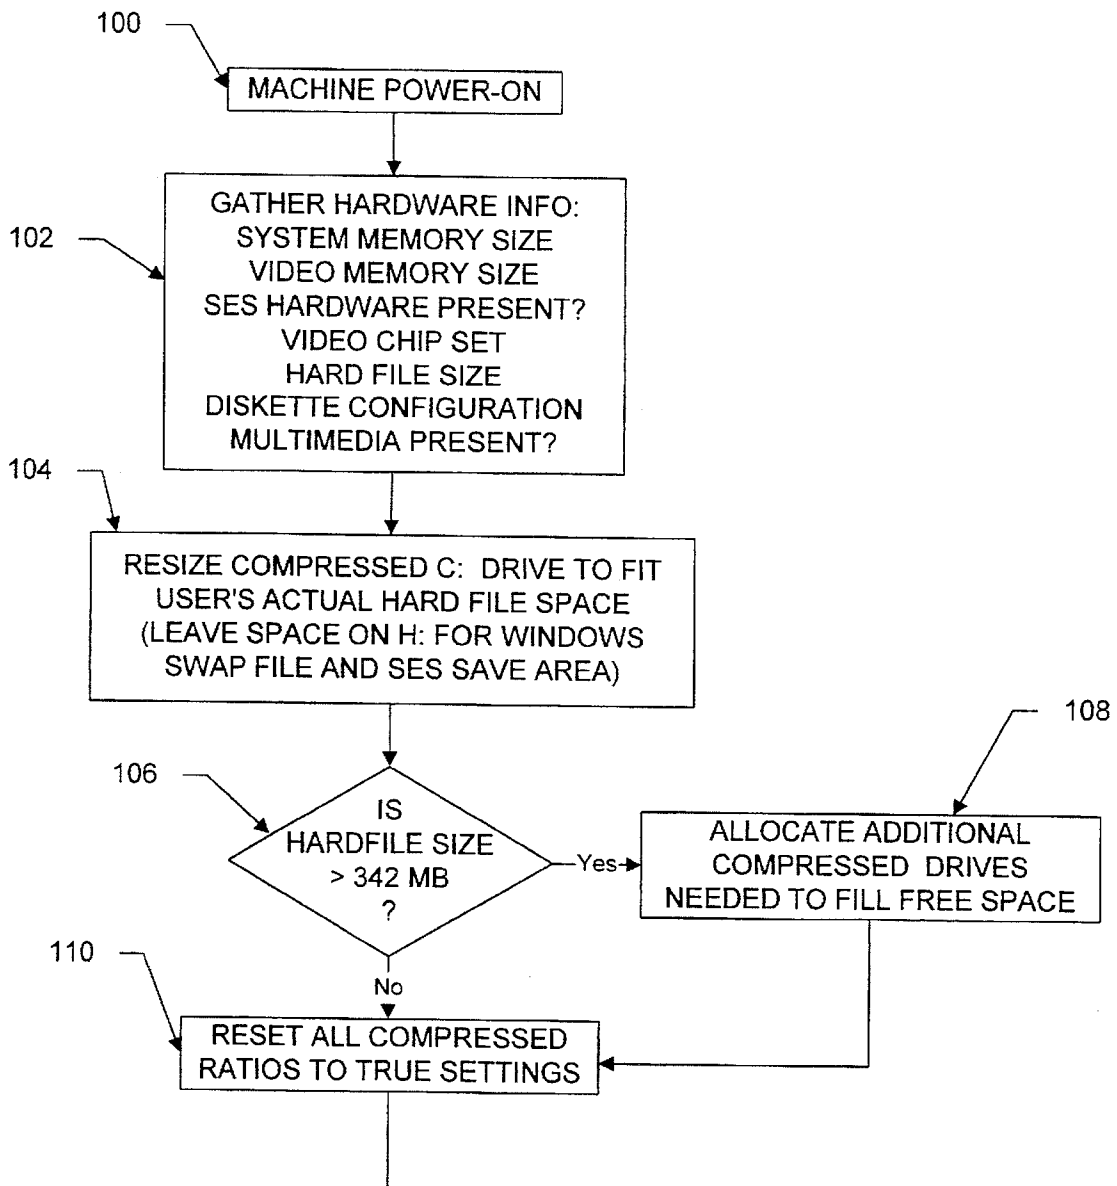 100
MACHINE POWER-ON
102
GATHER HARDWARE INFO:
SYSTEM MEMORY SIZE
VIDEO MEMORY SIZE
SES HARDWARE PRESENT?
VIDEO CHIP SET
HARD FILE SIZE
DISKETTE CONFIGURATION
MULTIMEDIA PRESENT?
104
RESIZE COMPRESSED C: DRIVE TO FIT
USER'S ACTUAL HARD FILE SPACE
(LEAVE SPACE ON H: FOR WINDOWS
SWAP FILE AND SES SAVE AREA)
106
IS
HARDFILE SIZE
> 342 MB
?
Yes
108
ALLOCATE ADDITIONAL
COMPRESSED DRIVES
NEEDED TO FILL FREE SPACE
No
110
RESET ALL COMPRESSED
RATIOS TO TRUE SETTINGS